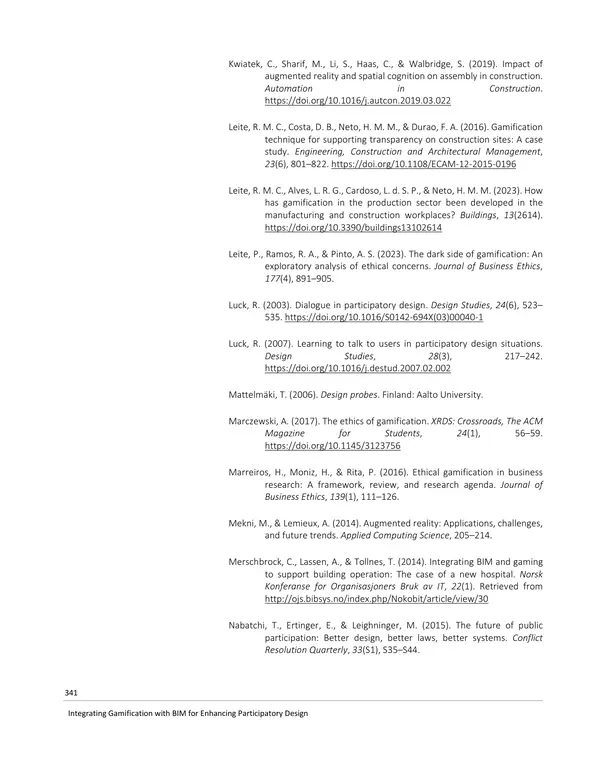 Kwiatek, C., Sharif, M., Li, S., Haas, C., & Walbridge, S. (2019). Impact of
augmented reality and spatial cognition on assembly in construction.
Automation in Construction.
https://doi.org/10.1016/j.autcon.2019.03.022
Leite, R. M. C., Costa, D. B., Neto, H. M. M., & Durao, F. A. (2016). Gamification
technique for supporting transparency on construction sites: A case
study. Engineering, Construction and Architectural Management,
23(6), 801–822. https://doi.org/10.1108/ECAM-12-2015-0196
Leite, R. M. C., Alves, L. R. G., Cardoso, L. d. S. P., & Neto, H. M. M. (2023). How
has gamification in the production sector been developed in the
manufacturing and construction workplaces? Buildings, 13(2614).
https://doi.org/10.3390/buildings13102614
Leite, P., Ramos, R. A., & Pinto, A. S. (2023). The dark side of gamification: An
exploratory analysis of ethical concerns. Journal of Business Ethics,
177(4), 891–905.
Luck, R. (2003). Dialogue in participatory design. Design Studies, 24(6), 523–
535. https://doi.org/10.1016/S0142-694X(03)00040-1
Luck, R. (2007). Learning to talk to users in participatory design situations.
Design Studies, 28(3), 217–242.
https://doi.org/10.1016/j.destud.2007.02.002
Mattelmäki, T. (2006). Design probes. Finland: Aalto University.
Marczewski, A. (2017). The ethics of gamification. XRDS: Crossroads, The ACM
Magazine for Students, 24(1), 56–59.
https://doi.org/10.1145/3123756
Marreiros, H., Moniz, H., & Rita, P. (2016). Ethical gamification in business
research: A framework, review, and research agenda. Journal of
Business Ethics, 139(1), 111–126.
Mekni, M., & Lemieux, A. (2014). Augmented reality: Applications, challenges,
and future trends. Applied Computing Science, 205–214.
Merschbrock, C., Lassen, A., & Tollnes, T. (2014). Integrating BIM and gaming
to support building operation: The case of a new hospital. Norsk
Konferanse for Organisasjoners Bruk av IT, 22(1). Retrieved from
http://ojs.bibsys.no/index.php/Nokobit/article/view/30
Nabatchi, T., Ertinger, E., & Leighninger, M. (2015). The future of public
participation: Better design, better laws, better systems. Conflict
Resolution Quarterly, 33(S1), S35–S44.
341
Integrating Gamification with BIM for Enhancing Participatory Design